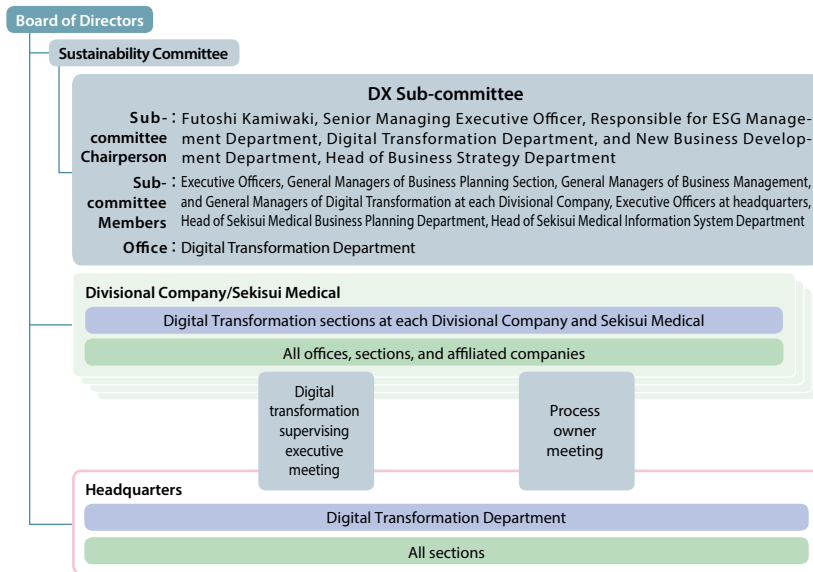 Board of Directors
Sustainability Committee
DX Sub-committee
Sub-committee Chairperson : Futoshi Kamiwaki, Senior Managing Executive Officer, Responsible for ESG Manage-
ment Department, Digital Transformation Department, and New Business Develop-
ment Department, Head of Business Strategy Department
Sub-committee Members : Executive Officers, General Managers of Business Planning Section, General Managers of Business Management,
and General Managers of Digital Transformation at each Divisional Company, Executive Officers at headquarters,
Head of Sekisui Medical Business Planning Department, Head of Sekisui Medical Information System Department
Office : Digital Transformation Department
Divisional Company/Sekisui Medical
Digital Transformation sections at each Divisional Company and Sekisui Medical
All offices, sections, and affiliated companies
Digital
transformation
supervising
executive
meeting
Process
owner
meeting
Headquarters
Digital Transformation Department
All sections